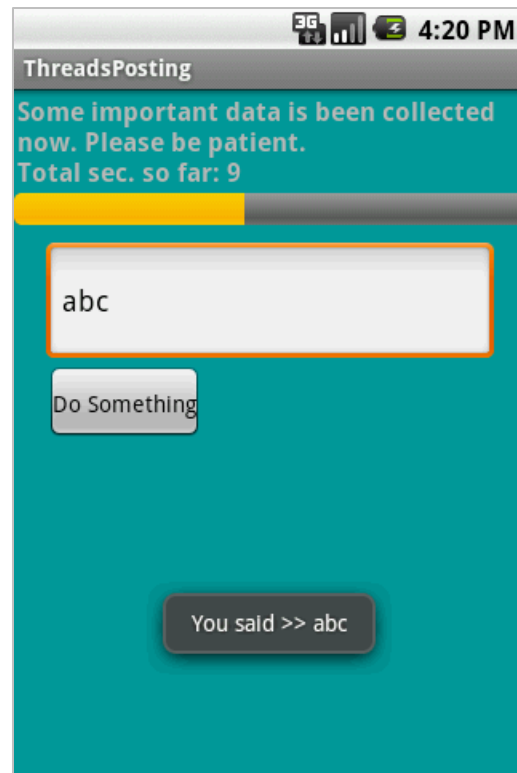 3G 4:20 PM
ThreadsPosting
Some important data is been collected
now. Please be patient.
Total sec. so far: 9
abc
Do Something
You said >> abc